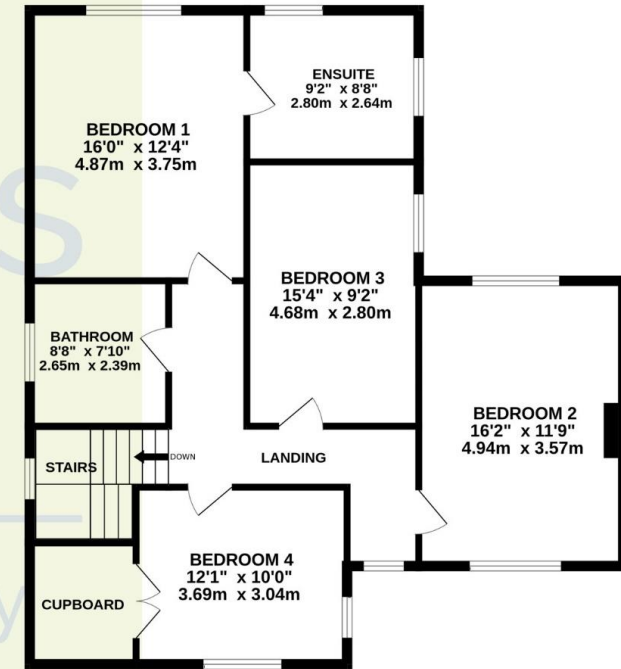 ENSUITE
9'2" x 8'8"
2.80m x 2.64m
BEDROOM 1
16'0" x 12'4"
4.87m x 3.75m
BEDROOM 3
15'4" x 9'2"
4.68m x 2.80m
BATHROOM
8'8" x 7'10"
2.65m x 2.39m
BEDROOM 2
16'2" x 11'9"
4.94m x 3.57m
STAIRS
DOWN
LANDING
BEDROOM 4
12'1" x 10'0"
3.69m x 3.04m
CUPBOARD